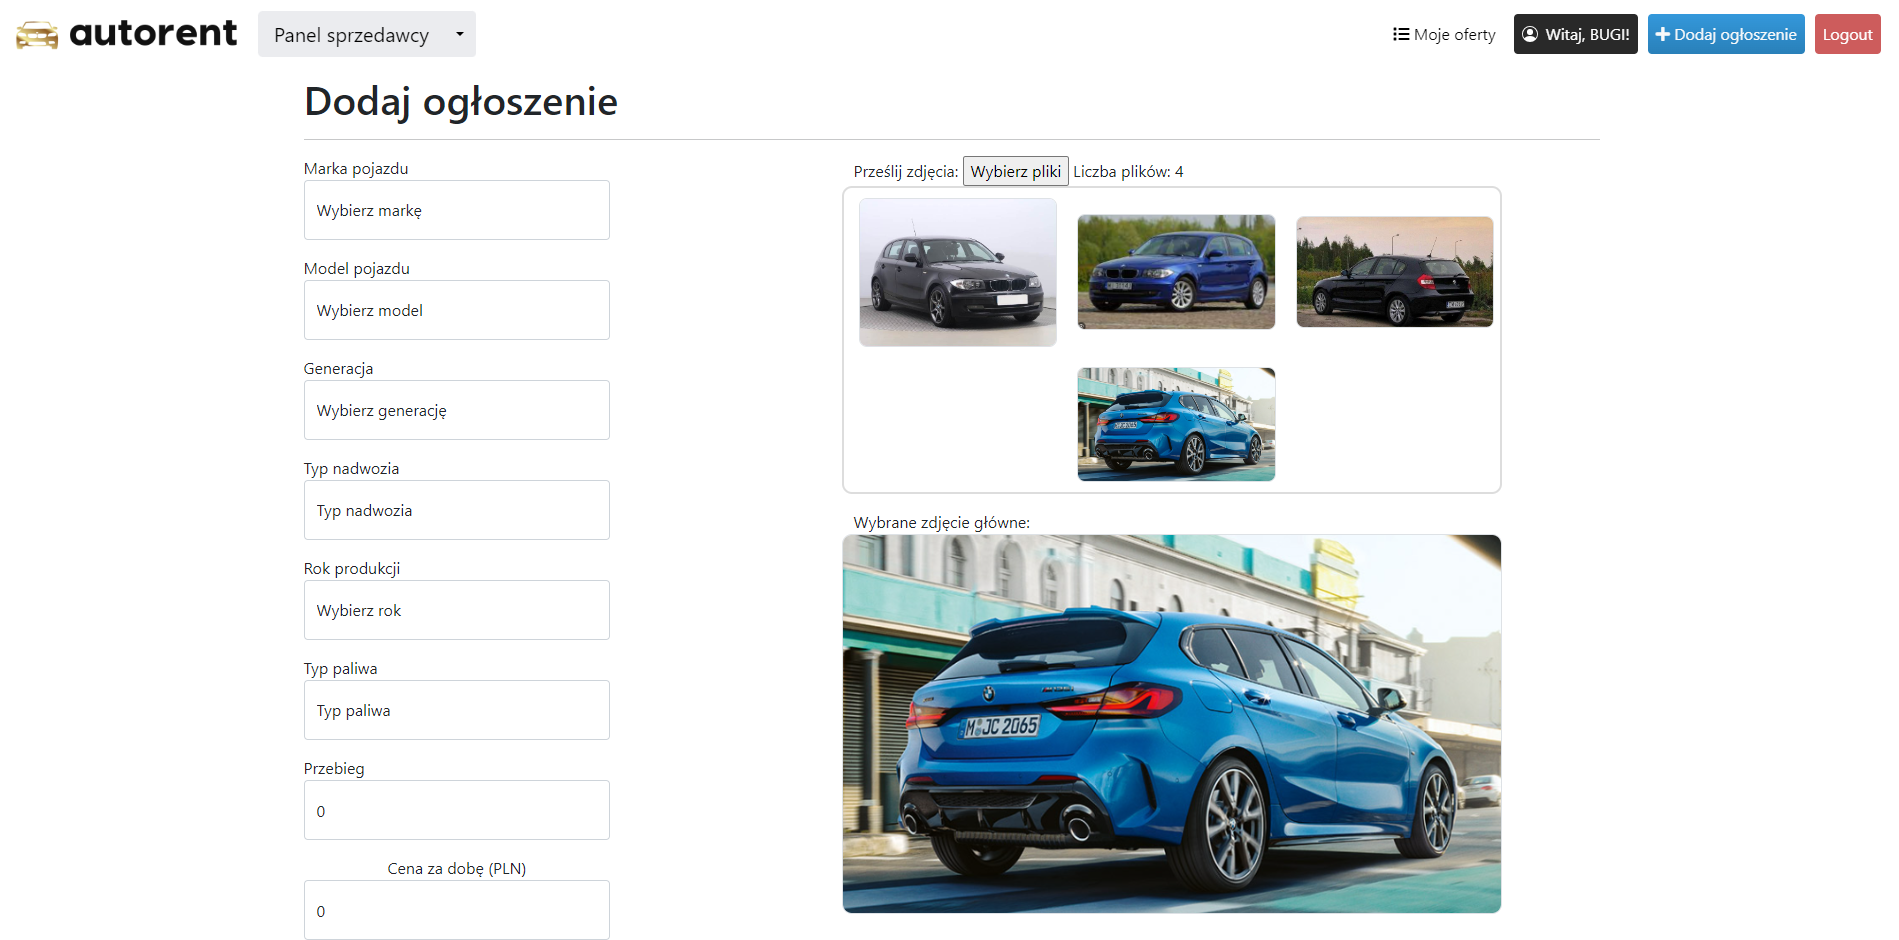 autorent
Panel sprzedawcy
Moje oferty
Witaj, BUGI!
Dodaj ogłoszenie
Logout
Dodaj ogłoszenie
Marka pojazdu
Wybierz markę
Model pojazdu
Wybierz model
Generacja
Wybierz generację
Typ nadwozia
Typ nadwozia
Rok produkcji
Wybierz rok
Typ paliwa
Typ paliwa
Przebieg
0
Cena za dobę (PLN)
0
Prześlij zdjęcia: Wybierz pliki Liczba plików: 4
Wybrane zdjęcie główne:
M JC 2065